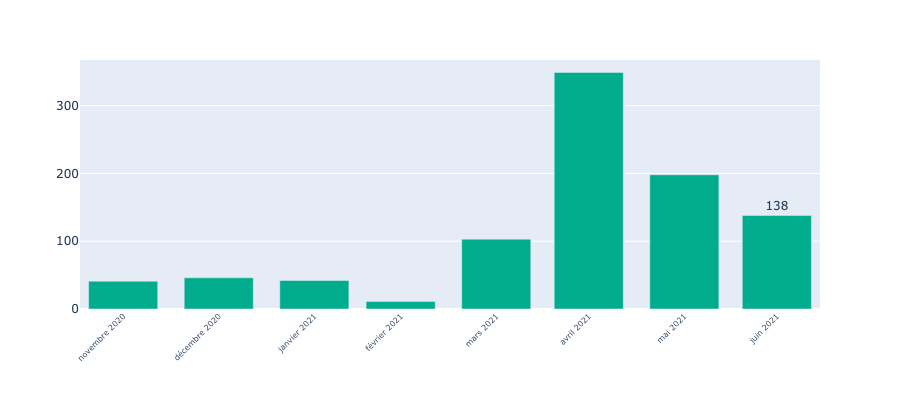 300
200
100
0
138
novembre 2020
décembre 2020
janvier 2021
février 2021
mars 2021
avril 2021
mai 2021
juin 2021